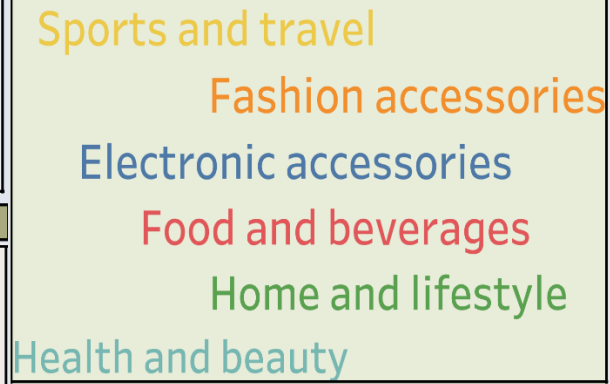 Sports and travel
Fashion accessories
Electronic accessories
Food and beverages
Home and lifestyle
Health and beauty